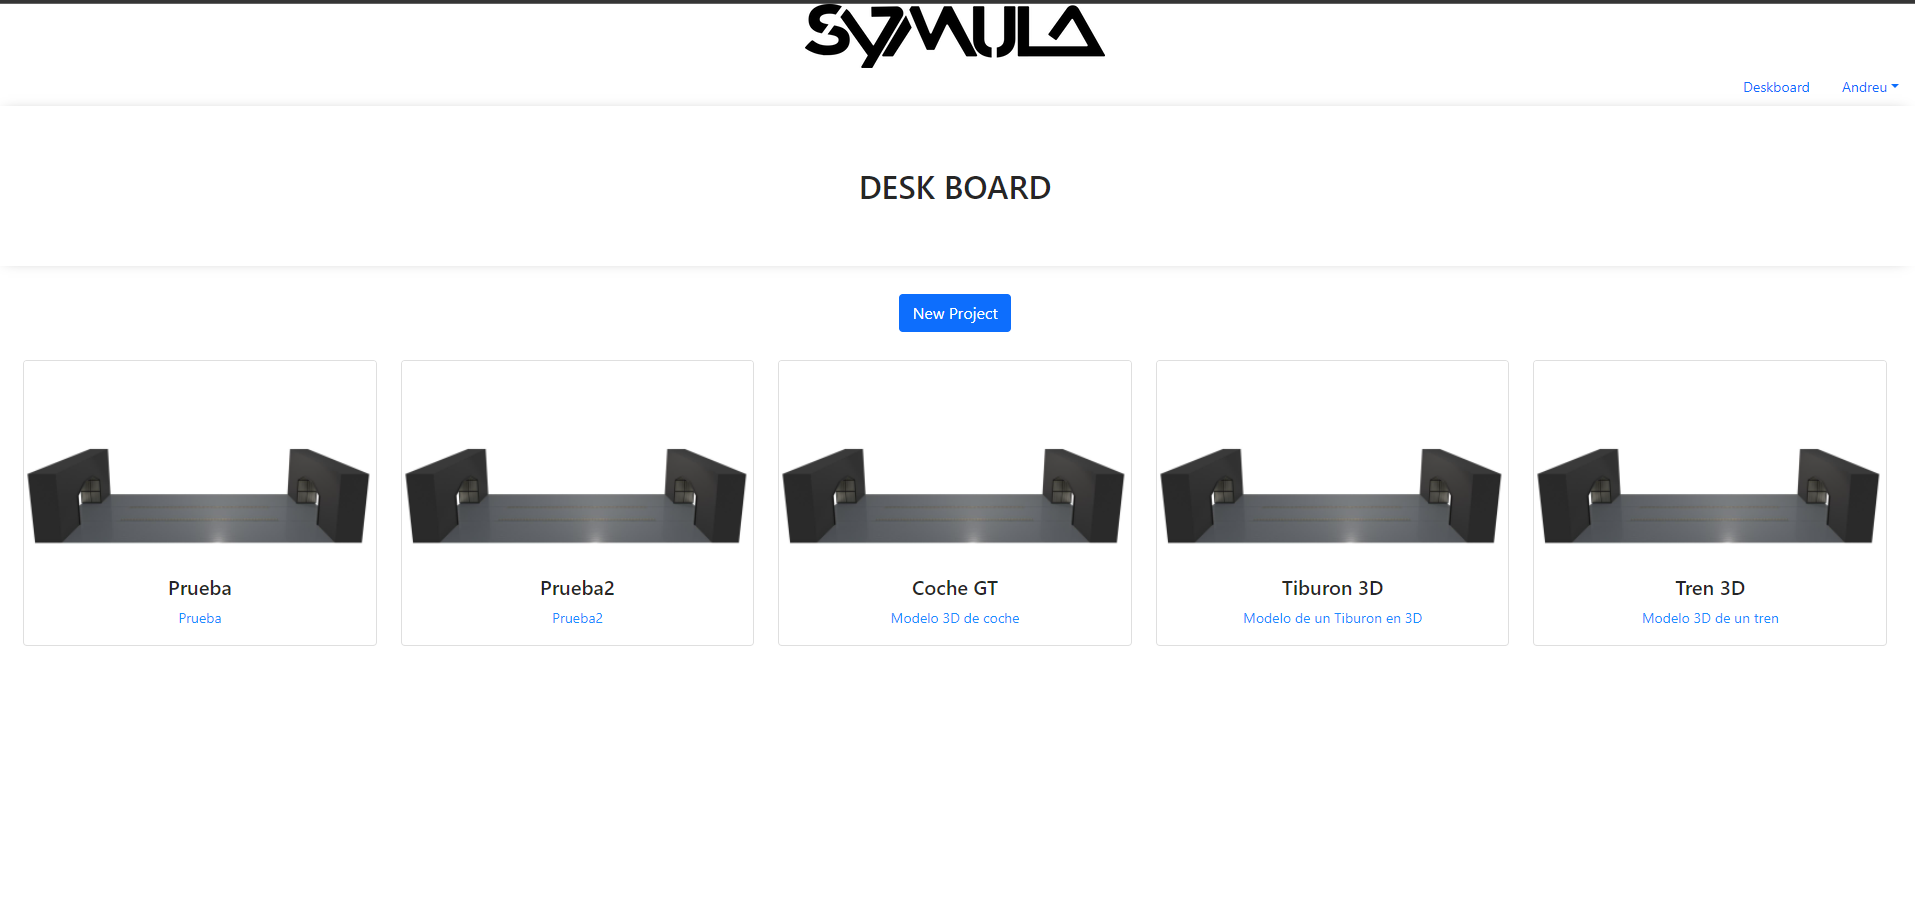 SYMULA
Deskboard Andreu
DESK BOARD
New Project
Prueba
Prueba
Prueba2
Prueba2
Coche GT
Modelo 3D de coche
Tiburon 3D
Modelo de un Tiburon en 3D
Tren 3D
Modelo 3D de un tren